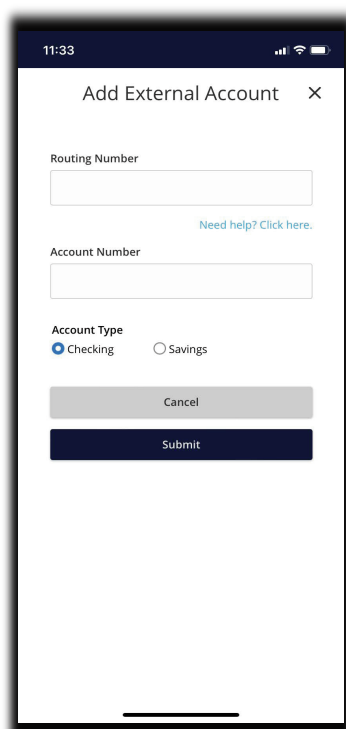 11:33
Add External Account
Routing Number
Need help? Click here.
Account Number
Account Type
Checking Savings
Cancel
Submit